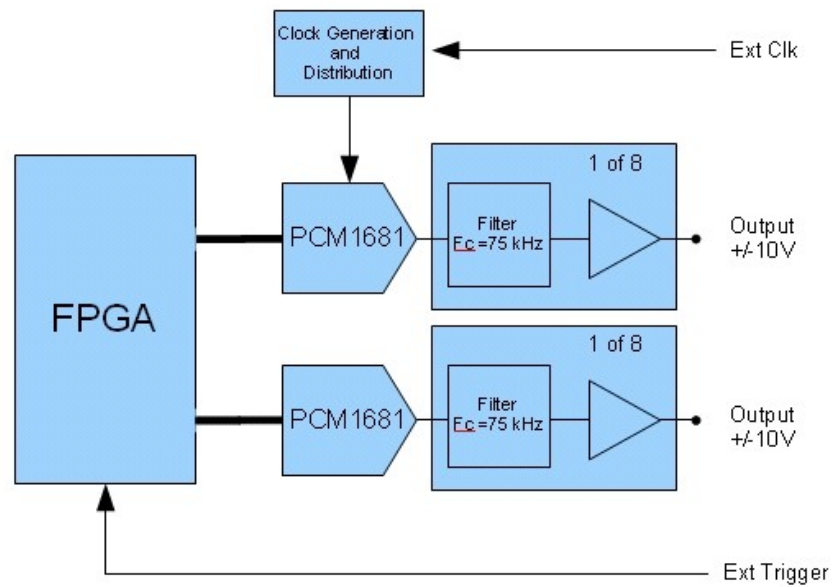 Clock Generation
and
Distribution
Ext Clk
1 of 8
FPGA
PCM1681
Filter
Fc =75 kHz
Output
+/-10V
1 of 8
PCM1681
Filter
Fc =75 kHz
Output
+/-10V
Ext Trigger